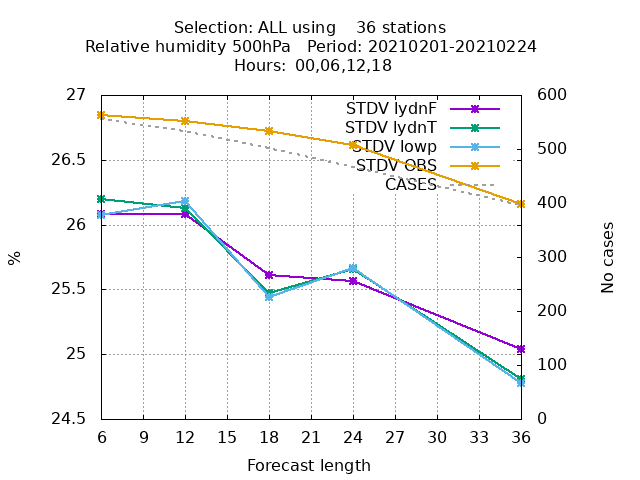 Selection: ALL using    36 stations
Relative humidity 500hPa   Period: 20210201-20210224
Hours: 00,06,12,18
27
26.5
26
25.5
25
24.5
%
600
500
400
300
200
100
0
No cases
STDV lydnF
STDV lydnT
STDV lowp
STDV OBS
CASES
6 9 12 15 18 21 24 27 30 33 36
Forecast length